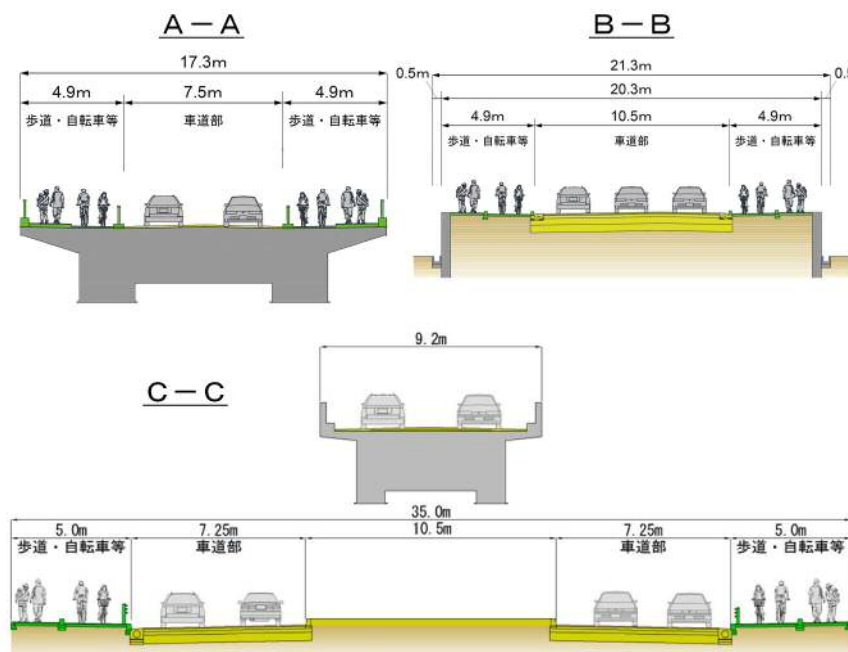 A－A
17.3m
4.9m 7.5m 4.9m
歩道・自転車等 車道部 歩道・自転車等
B－B
0.5m 21.3m 0.5
20.3m
4.9m 10.5m 4.9m
歩道・自転車等 車道部 歩道・自転車等
C－C
9.2m
35.0m
5.0m 7.25m 10.5m 7.25m 5.0m
歩道・自転車等 車道部 車道部 歩道・自転車等